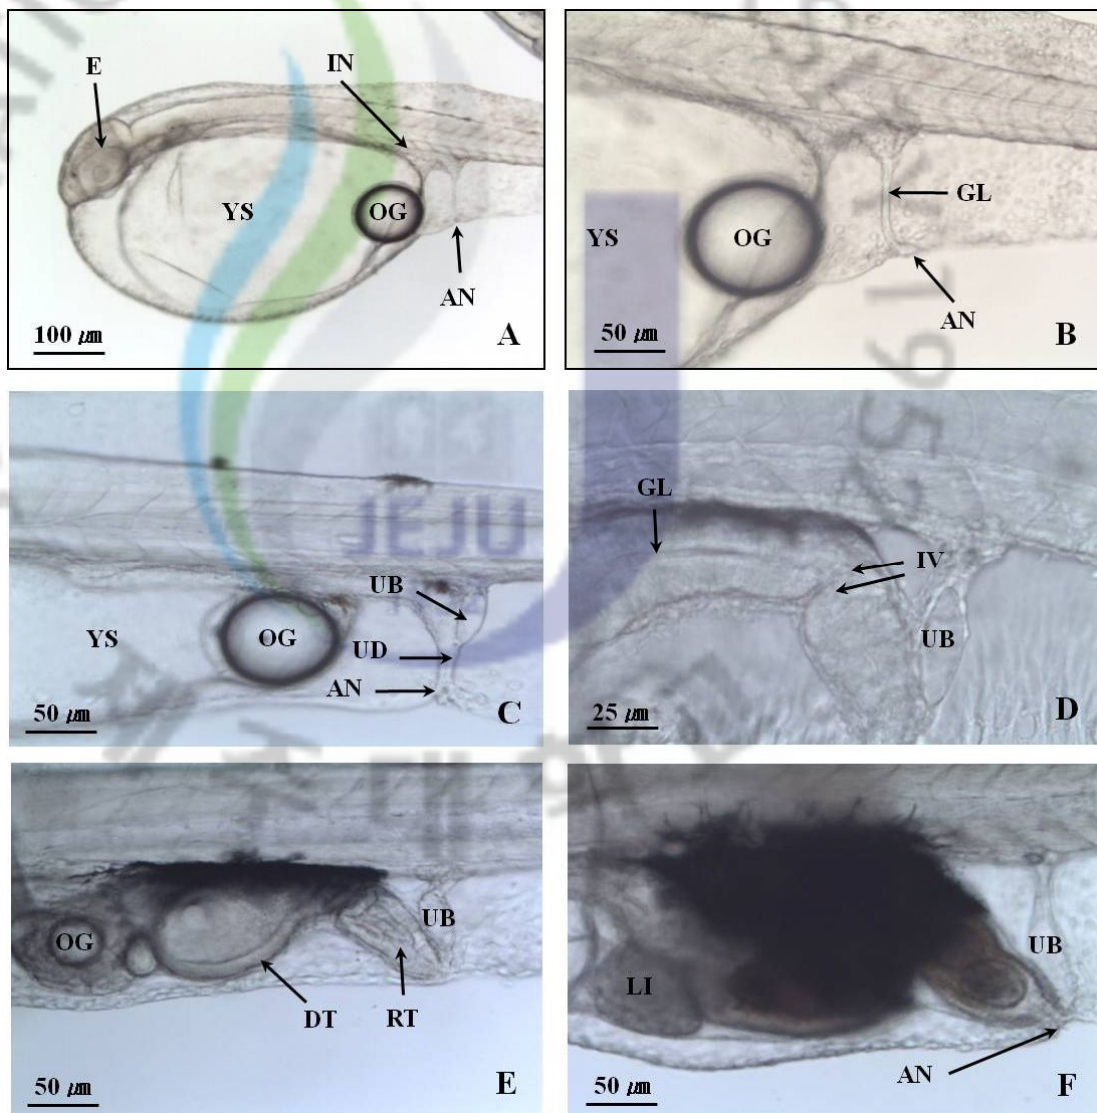 E
IN
YS
OG
AN
100 ㎛
A
YS
OG
GL
AN
50 ㎛
B
YS
OG
UB
UD
AN
50 ㎛
C
GL
IV
UB
25 ㎛
D
OG
UB
DT
RT
50 ㎛
E
LI
UB
AN
50 ㎛
F
JEJU